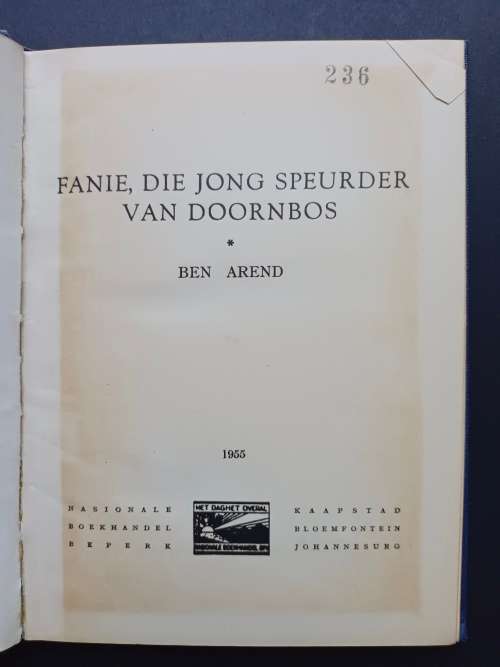 236
FANIE, DIE JONG SPEURDER
VAN DOORNBOS
*
BEN AREND
1955
NASIONALE
BOEKHANDEL
BEPERK
HET DAGHET OVERAL
NASIONALE BOEKHANDEL BPK
KAAPSTAD
BLOEMFONTEIN
JOHANNESBURG